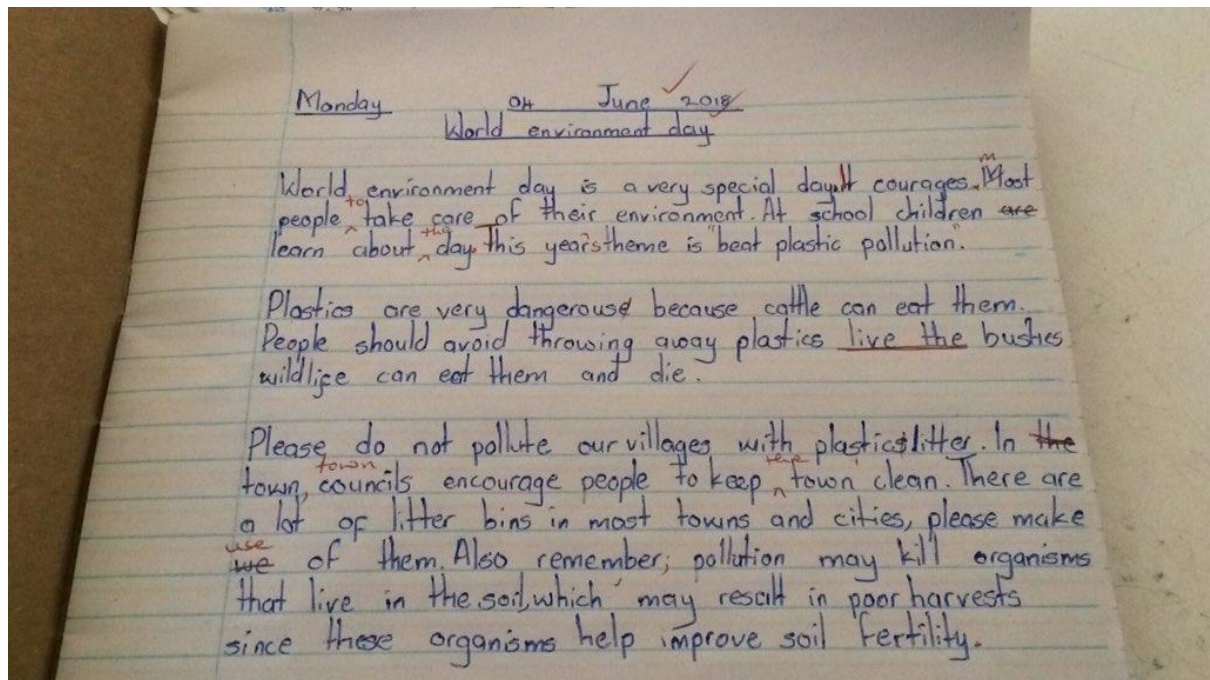 Monday 04 June 2018
World environment day
World environment day is a very special day. It courages Most
m
people take care of their environment. At school children are
to
learn about day. This year's theme is "beat plastic pollution".
the
Plastics are very dangerouse because cattle can eat them.
People should avoid throwing away plastics live the bushes
wildlife can eat them and die.
Please do not pollute our villages with plastics litter. In the
town, councils encourage people to keep town clean. There are
town
a lot of litter bins in most towns and cities, please make
use
we of them. Also remember; pollution may kill organisms
that live in the soil, which may result in poor harvests
since these organisms help improve soil fertility.